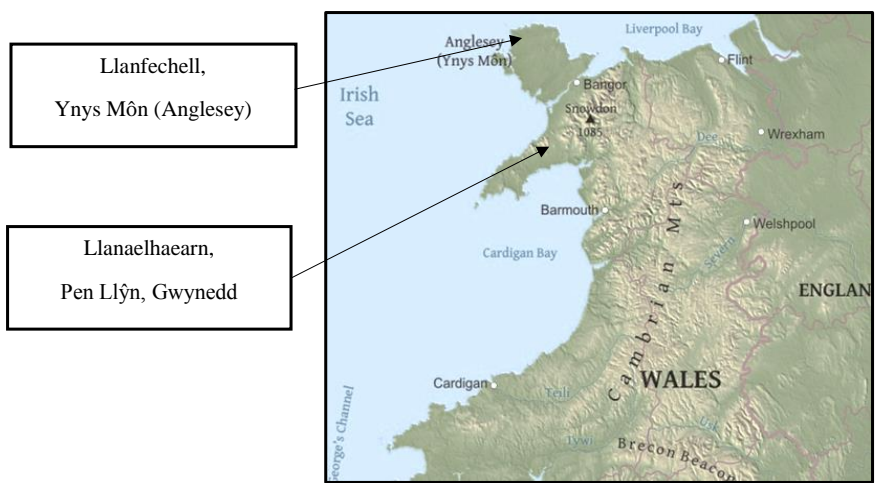 Llanfechell,
Ynys Môn (Anglesey)
Llanaelhaearn,
Pen Llŷn, Gwynedd
Liverpool Bay
Anglesey
(Ynys Môn)
Flint
Bangor
Irish
Sea
Snowdon
1085
Dee
Wrexham
Barmouth
Welshpool
Cardigan Bay
Severn
Cambrian Mts
ENGLAN
Cardigan
Teifi
WALES
George's Channel
Usk
Tywi
Brecon Beacon